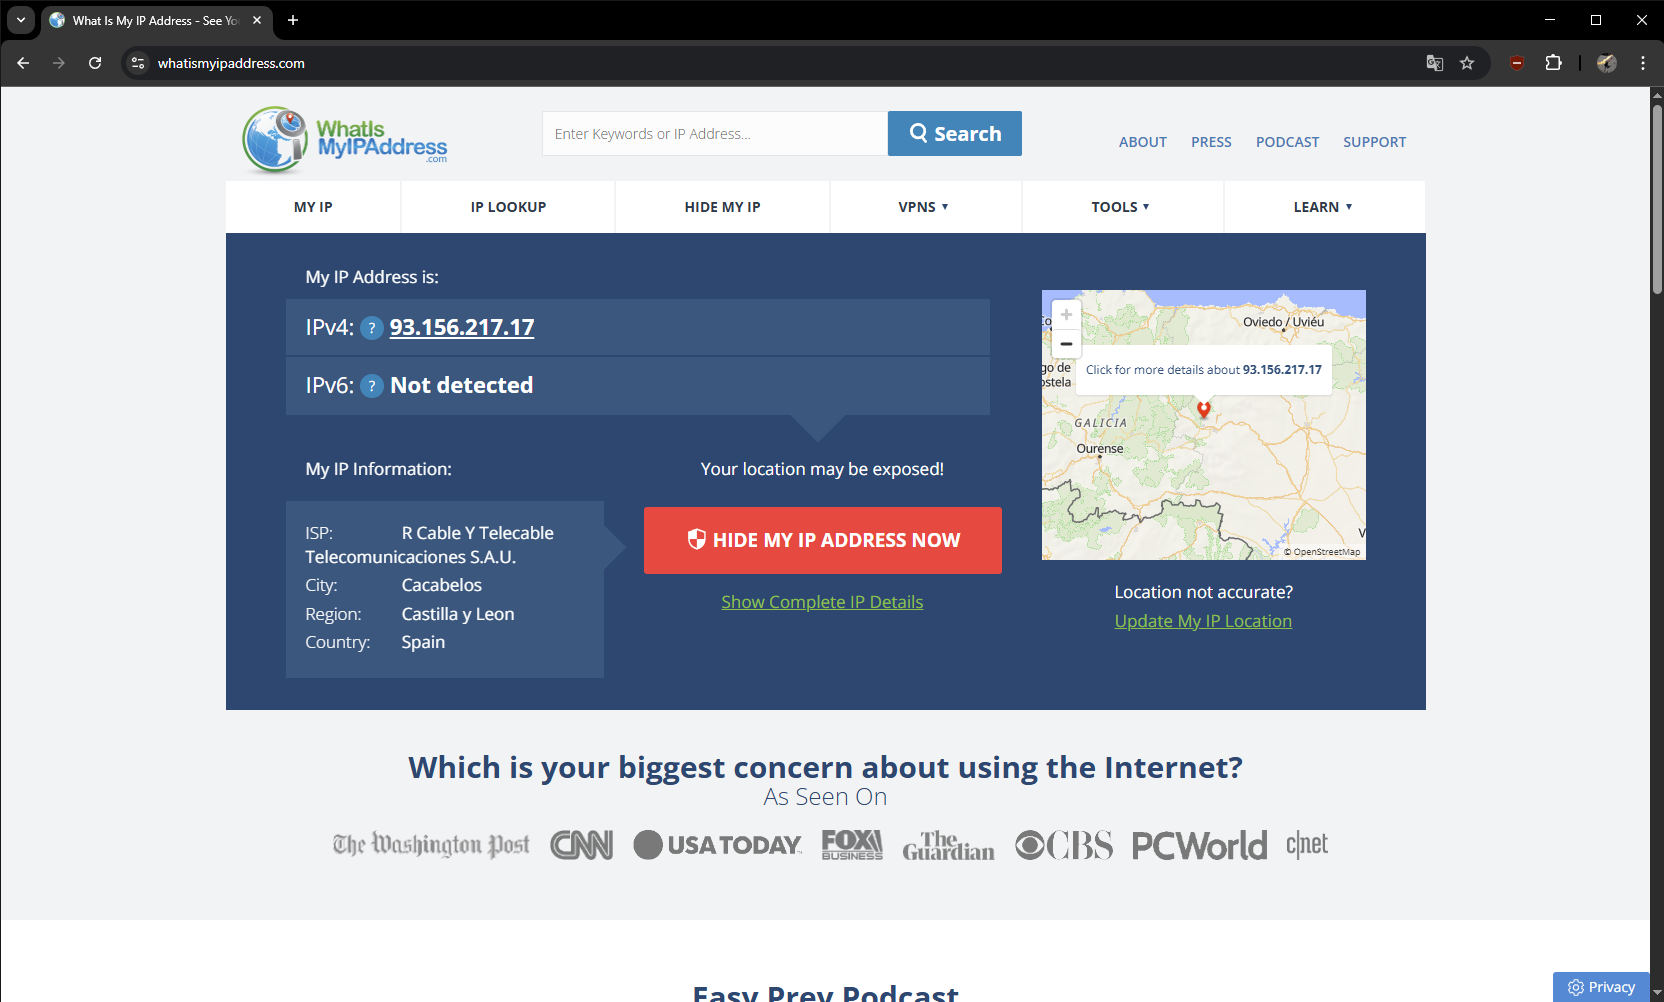 What Is My IP Address - See Yo
whatismyipaddress.com
WhatIs
MyIPAddress
.com
Enter Keywords or IP Address...
Search
ABOUT PRESS PODCAST SUPPORT
MY IP IP LOOKUP HIDE MY IP VPNS ▼ TOOLS ▼ LEARN ▼
My IP Address is:
IPv4: ? 93.156.217.17
IPv6: ? Not detected
My IP Information:
ISP: R Cable Y Telecable
Telecomunicaciones S.A.U.
City: Cacabelos
Region: Castilla y Leon
Country: Spain
Your location may be exposed!
HIDE MY IP ADDRESS NOW
Show Complete IP Details
+
−
Co
Oviedo / Uviéu
go de
ostela
Click for more details about 93.156.217.17
GALICIA
Ourense
V
© OpenStreetMap
Location not accurate?
Update My IP Location
Which is your biggest concern about using the Internet?
As Seen On
The Washington Post CNN USA TODAY FOX BUSINESS The Guardian CBS PCWorld c|net
Easy Prey Podcast
Privacy